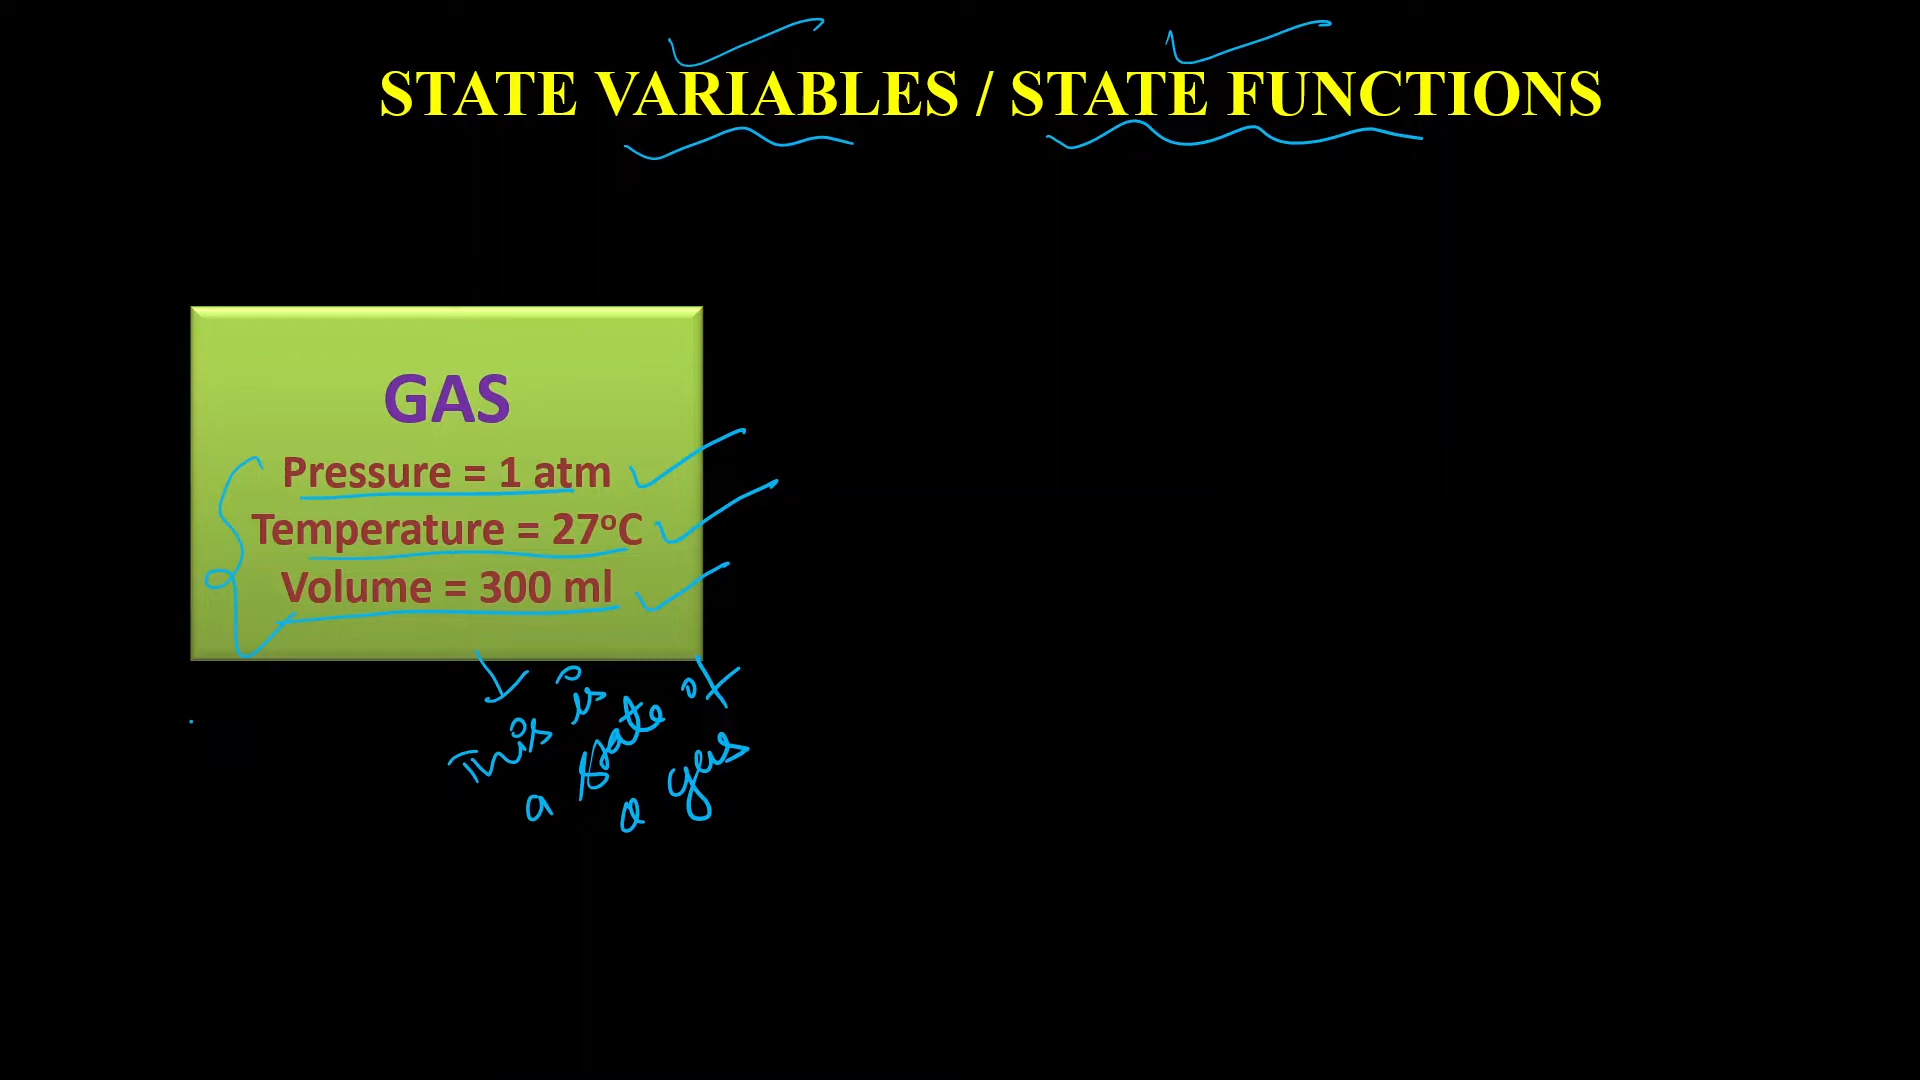 STATE VARIABLES / STATE FUNCTIONS
GAS
Pressure = 1 atm
Temperature = 27°C
Volume = 300 ml
This is
a state of
a gas